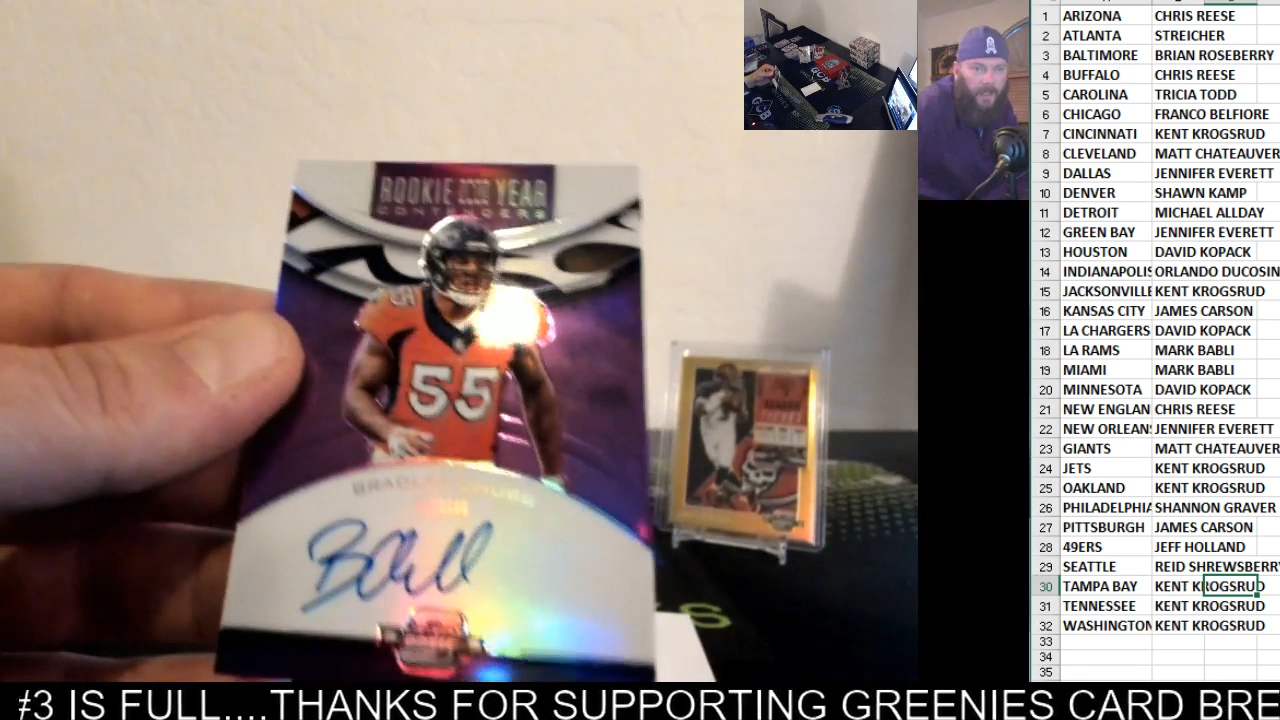 ROOKIE OF THE YEAR
CONTENDERS
55
1 ARIZONA CHRIS REESE
2 ATLANTA STREICHER
3 BALTIMORE BRIAN ROSEBERRY
4 BUFFALO CHRIS REESE
5 CAROLINA TRICIA TODD
6 CHICAGO FRANCO BELFIORE
7 CINCINNATI KENT KROGSRUD
8 CLEVELAND MATT CHATEAUVER
9 DALLAS JENNIFER EVERETT
10 DENVER SHAWN KAMP
11 DETROIT MICHAEL ALLDAY
12 GREEN BAY JENNIFER EVERETT
13 HOUSTON DAVID KOPACK
14 INDIANAPOLIS ORLANDO DUCOSIN
15 JACKSONVILLE KENT KROGSRUD
16 KANSAS CITY JAMES CARSON
17 LA CHARGERS DAVID KOPACK
18 LA RAMS MARK BABLI
19 MIAMI MARK BABLI
20 MINNESOTA DAVID KOPACK
21 NEW ENGLAN CHRIS REESE
22 NEW ORLEANS JENNIFER EVERETT
23 GIANTS MATT CHATEAUVER
24 JETS KENT KROGSRUD
25 OAKLAND KENT KROGSRUD
26 PHILADELPHIA SHANNON GRAVER
27 PITTSBURGH JAMES CARSON
28 49ERS JEFF HOLLAND
29 SEATTLE REID SHREWSBERRY
30 TAMPA BAY KENT KROGSRUD
31 TENNESSEE KENT KROGSRUD
32 WASHINGTON KENT KROGSRUD
33
34
35
#3 IS FULL....THANKS FOR SUPPORTING GREENIES CARD BRE